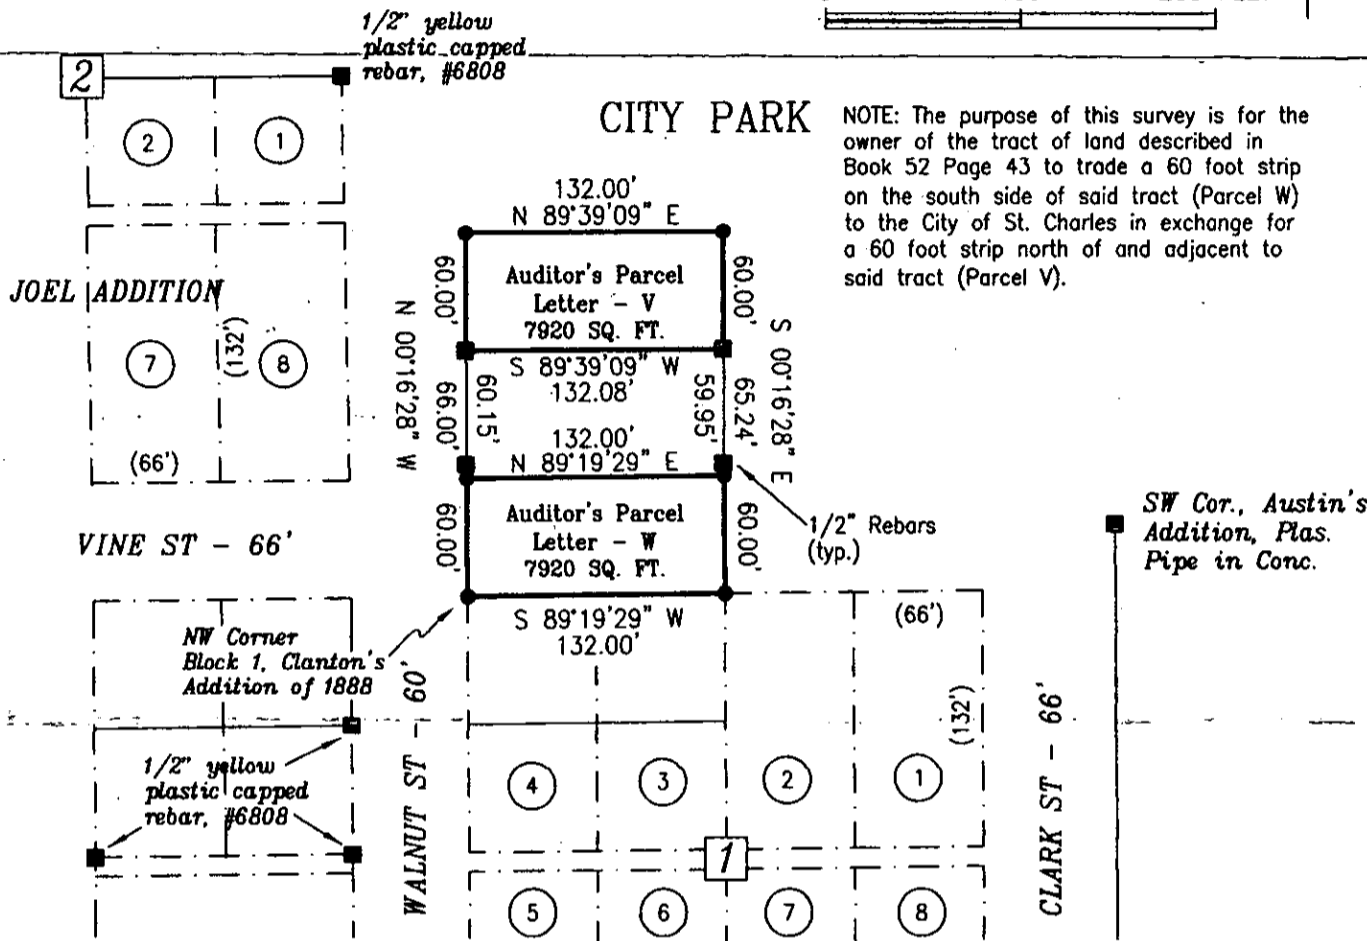 1/2" yellow
plastic capped
rebar, #6808
2
2
1
CITY PARK
NOTE: The purpose of this survey is for the
owner of the tract of land described in
Book 52 Page 43 to trade a 60 foot strip
on the south side of said tract (Parcel W)
to the City of St. Charles in exchange for
a 60 foot strip north of and adjacent to
said tract (Parcel V).
132.00'
N 89°39'09" E
JOEL ADDITION
7
(132')
8
(66')
60.00'
Auditor's Parcel
Letter - V
7920 SQ. FT.
60.00'
N 00°16'28" W
S 00°16'28" E
S 89°39'09" W
132.08'
66.00'
60.15'
59.95'
65.24'
132.00'
N 89°19'29" E
60.00'
Auditor's Parcel
Letter - W
7920 SQ. FT.
60.00'
1/2" Rebars
(typ.)
SW Cor., Austin's
Addition, Plas.
Pipe in Conc.
VINE ST - 66'
S 89°19'29" W
132.00'
NW Corner
Block 1, Clanton's
Addition of 1888
(66')
(132')
1/2" yellow
plastic capped
rebar, #6808
WALNUT ST - 60'
CLARK ST - 66'
4
3
2
1
1
5
6
7
8